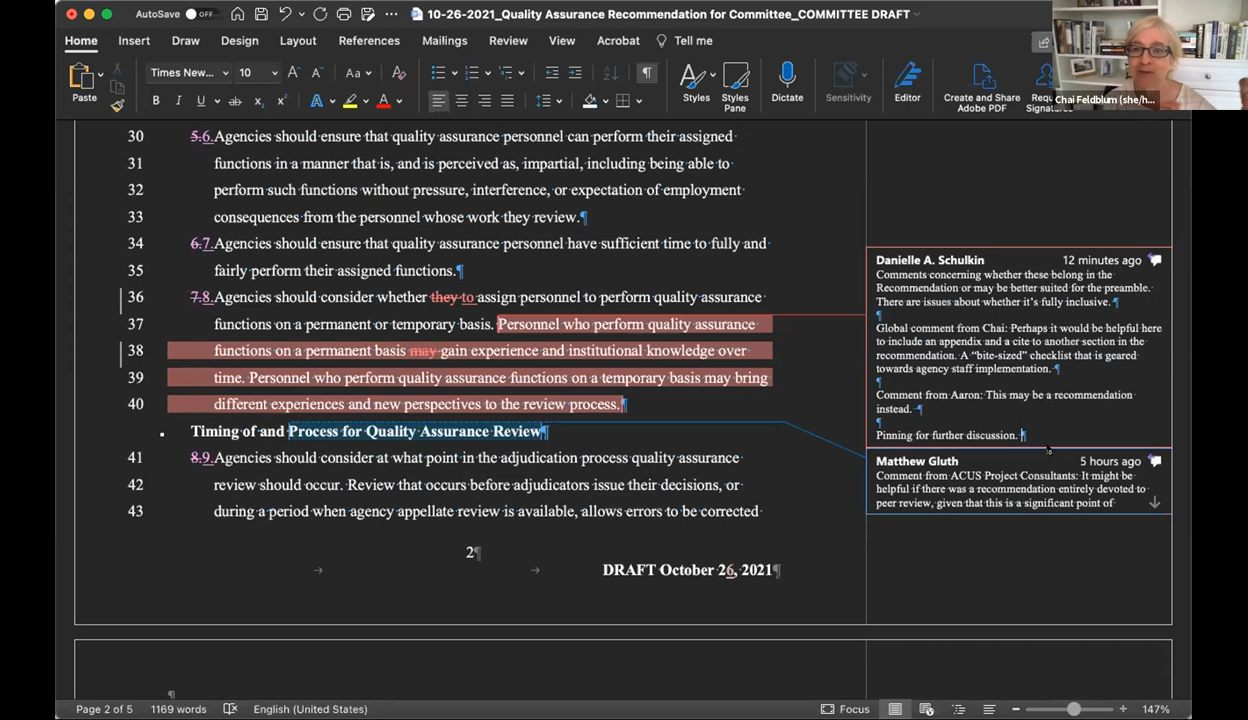 AutoSave OFF
10-26-2021_Quality Assurance Recommendation for Committee_COMMITTEE DRAFT
Home Insert Draw Design Layout References Mailings Review View Acrobat Tell me
Paste
Times New... 10
Aa
B I U ab x₂ x² A A
Styles
Styles Pane
Dictate
Sensitivity
Editor
Create and Share Adobe PDF
Requ
Signatures
Chai Feldblum (she/h...
30 5.6. Agencies should ensure that quality assurance personnel can perform their assigned
31 functions in a manner that is, and is perceived as, impartial, including being able to
32 perform such functions without pressure, interference, or expectation of employment
33 consequences from the personnel whose work they review.¶
34 6.7. Agencies should ensure that quality assurance personnel have sufficient time to fully and
35 fairly perform their assigned functions.¶
36 7.8. Agencies should consider whether they to assign personnel to perform quality assurance
37 functions on a permanent or temporary basis. Personnel who perform quality assurance
38 functions on a permanent basis may gain experience and institutional knowledge over
39 time. Personnel who perform quality assurance functions on a temporary basis may bring
40 different experiences and new perspectives to the review process.¶
Timing of and Process for Quality Assurance Review¶
41 8.9. Agencies should consider at what point in the adjudication process quality assurance
42 review should occur. Review that occurs before adjudicators issue their decisions, or
43 during a period when agency appellate review is available, allows errors to be corrected
2¶
DRAFT October 26, 2021¶
Danielle A. Schulkin 12 minutes ago
Comments concerning whether these belong in the
Recommendation or may be better suited for the preamble.
There are issues about whether it's fully inclusive. ¶
¶
Global comment from Chai: Perhaps it would be helpful here
to include an appendix and a cite to another section in the
recommendation. A “bite-sized” checklist that is geared
towards agency staff implementation. ¶
¶
Comment from Aaron: This may be a recommendation
instead. ¶
¶
Pinning for further discussion. ¶
Matthew Gluth 5 hours ago
Comment from ACUS Project Consultants: It might be
helpful if there was a recommendation entirely devoted to
peer review, given that this is a significant point of
¶
Page 2 of 5 1169 words English (United States) Focus 147%